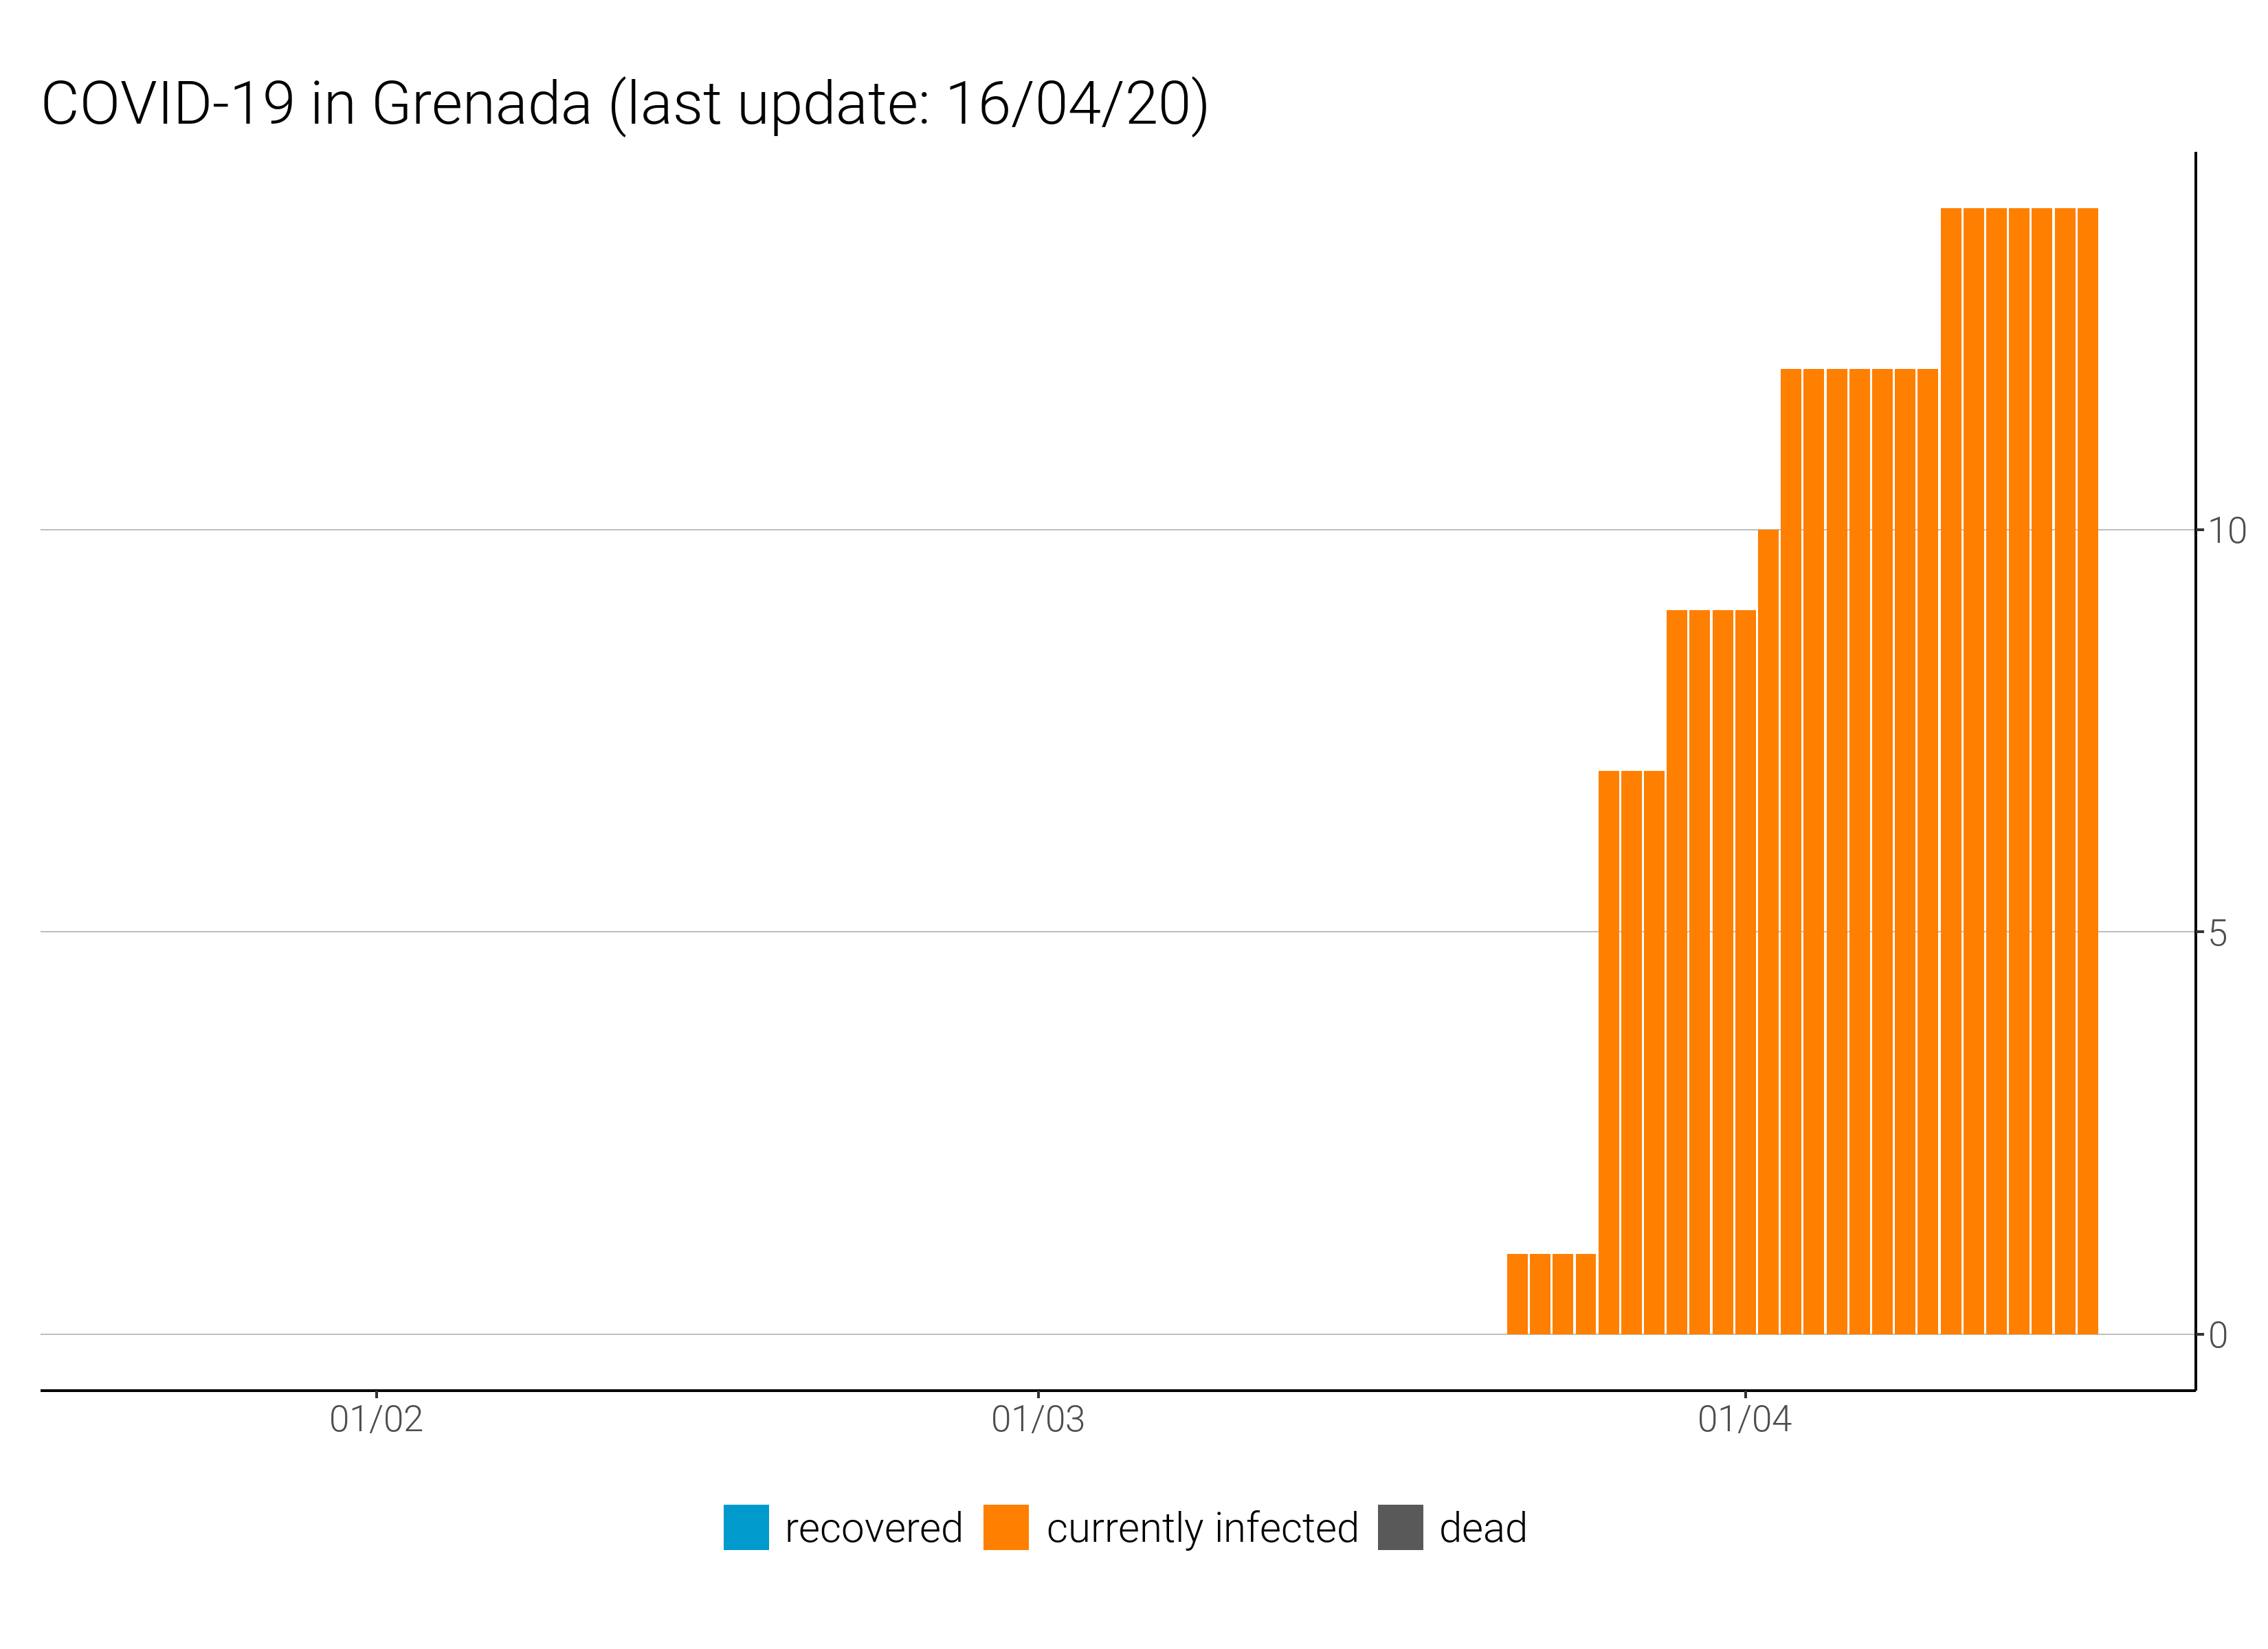 COVID-19 in Grenada (last update: 16/04/20)
10
5
0
01/02 01/03 01/04
recovered currently infected dead